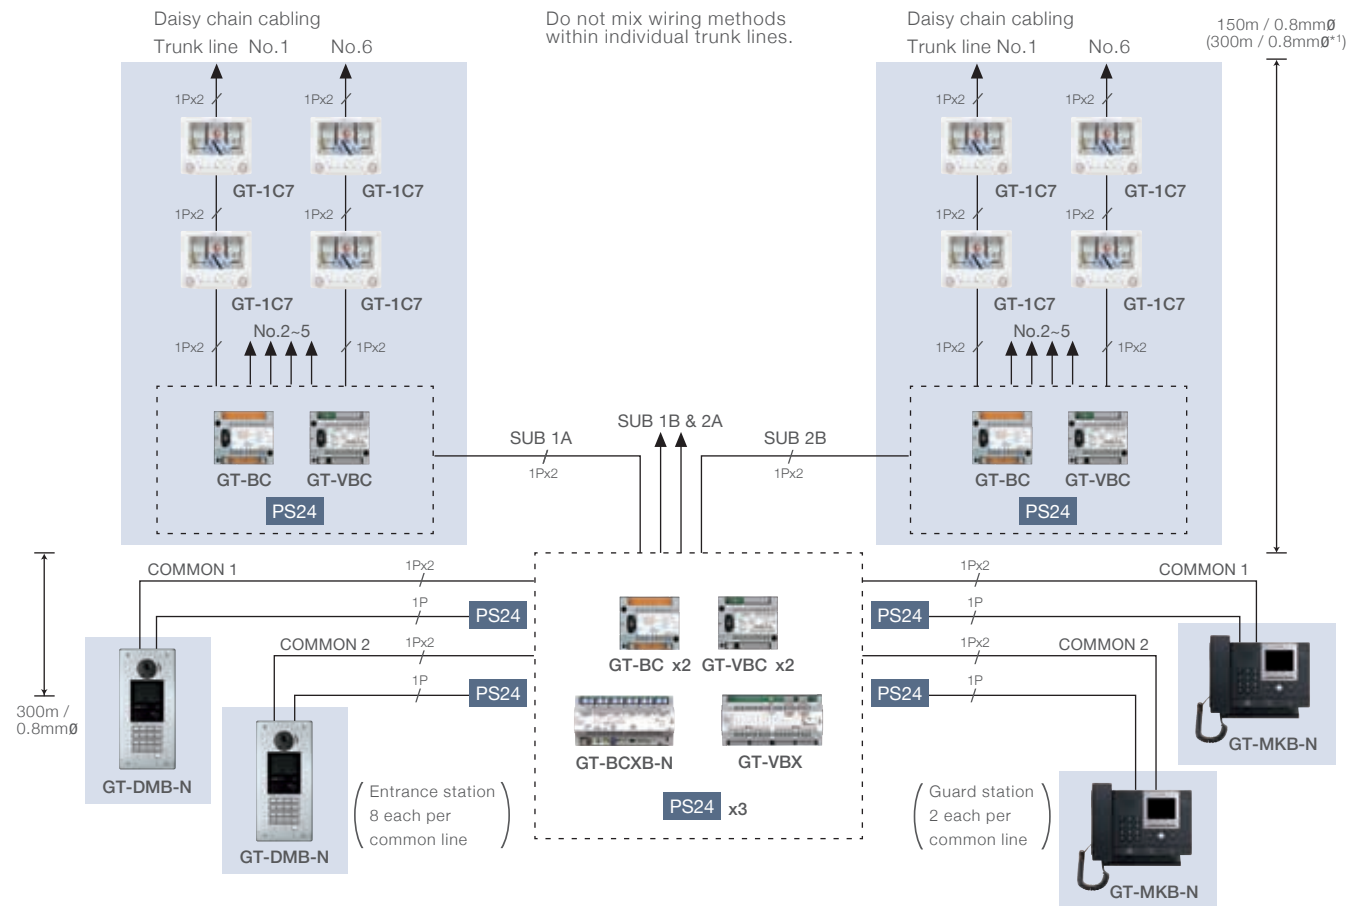 Daisy chain cabling
Trunk line No.1 No.6
Do not mix wiring methods
within individual trunk lines.
Daisy chain cabling
Trunk line No.1 No.6
150m / 0.8mmØ
(300m / 0.8mmØ*1)
1Px2 1Px2
GT-1C7 GT-1C7
1Px2 1Px2
GT-1C7 GT-1C7
No.2~5
1Px2 1Px2
GT-BC GT-VBC
PS24
1Px2 1Px2
GT-1C7 GT-1C7
1Px2 1Px2
GT-1C7 GT-1C7
No.2~5
1Px2 1Px2
GT-BC GT-VBC
PS24
SUB 1A
1Px2
SUB 1B & 2A
SUB 2B
1Px2
COMMON 1 1Px2
1P PS24
COMMON 2 1Px2
1P PS24
300m /
0.8mmØ
GT-DMB-N
GT-DMB-N
Entrance station
8 each per
common line
GT-BC x2 GT-VBC x2
GT-BCXB-N GT-VBX
PS24 x3
1Px2 COMMON 1
PS24 1P
1Px2 COMMON 2
PS24 1P
GT-MKB-N
Guard station
2 each per
common line
GT-MKB-N